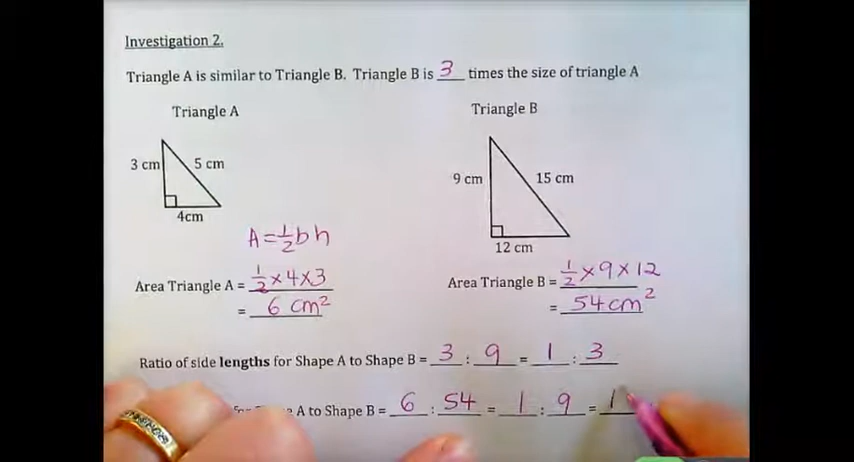 Investigation 2.
Triangle A is similar to Triangle B. Triangle B is 3 times the size of triangle A
Triangle A
Triangle B
3 cm
5 cm
4cm
9 cm
15 cm
12 cm
A = 1/2 bh
Area Triangle A = 1/2 × 4 × 3
= 6 cm²
Area Triangle B = 1/2 × 9 × 12
= 54 cm²
Ratio of side lengths for Shape A to Shape B = 3 : 9 = 1 : 3
A to Shape B = 6 : 54 = 1 : 9 = 1